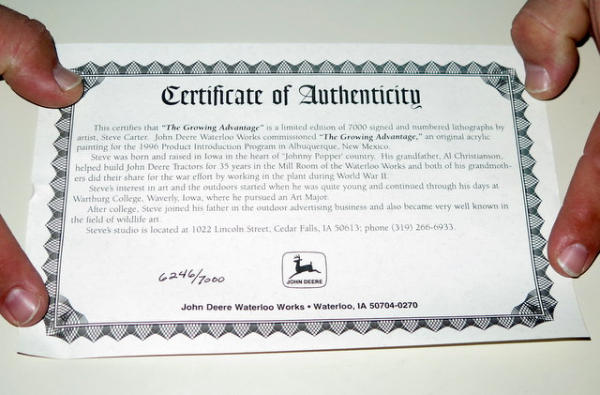 Certificate of Authenticity
This certifies that "The Growing Advantage" is a limited edition of 7000 signed and numbered lithographs by
artist, Steve Carter. John Deere Waterloo Works commissioned "The Growing Advantage," an original acrylic
painting for the 1996 Product Introduction Program in Albuquerque, New Mexico.
Steve was born and raised in Iowa in the heart of "Johnny Popper" country. His grandfather, Al Christianson,
helped build John Deere Tractors for 35 years in the Mill Room of the Waterloo Works and both of his grandmoth-
ers did their share for the war effort by working in the plant during World War II.
Steve's interest in art and the outdoors started when he was quite young and continued through his days at
Wartburg College, Waverly, Iowa, where he pursued an Art Major.
After college, Steve joined his father in the outdoor advertising business and also became very well known in
the field of wildlife art.
Steve's studio is located at 1022 Lincoln Street, Cedar Falls, IA 50613; phone (319) 266-6933.
6246/7000
JOHN DEERE
John Deere Waterloo Works • Waterloo, IA 50704-0270